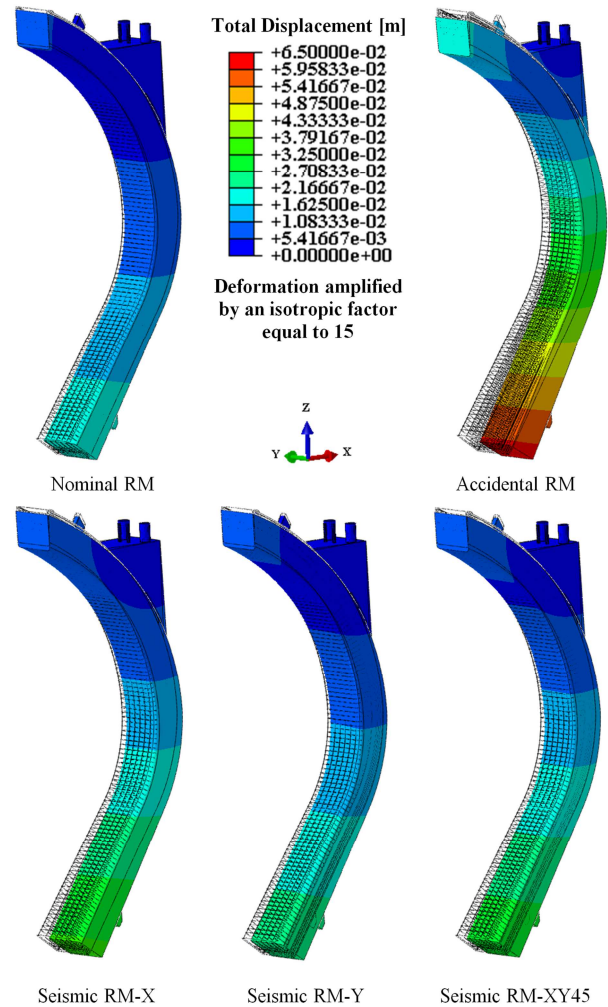 Total Displacement [m]
+6.50000e-02
+5.95833e-02
+5.41667e-02
+4.87500e-02
+4.33333e-02
+3.79167e-02
+3.25000e-02
+2.70833e-02
+2.16667e-02
+1.62500e-02
+1.08333e-02
+5.41667e-03
+0.00000e+00
Deformation amplified
by an isotropic factor
equal to 15
Z
Y
X
Nominal RM
Accidental RM
Seismic RM-X
Seismic RM-Y
Seismic RM-XY45